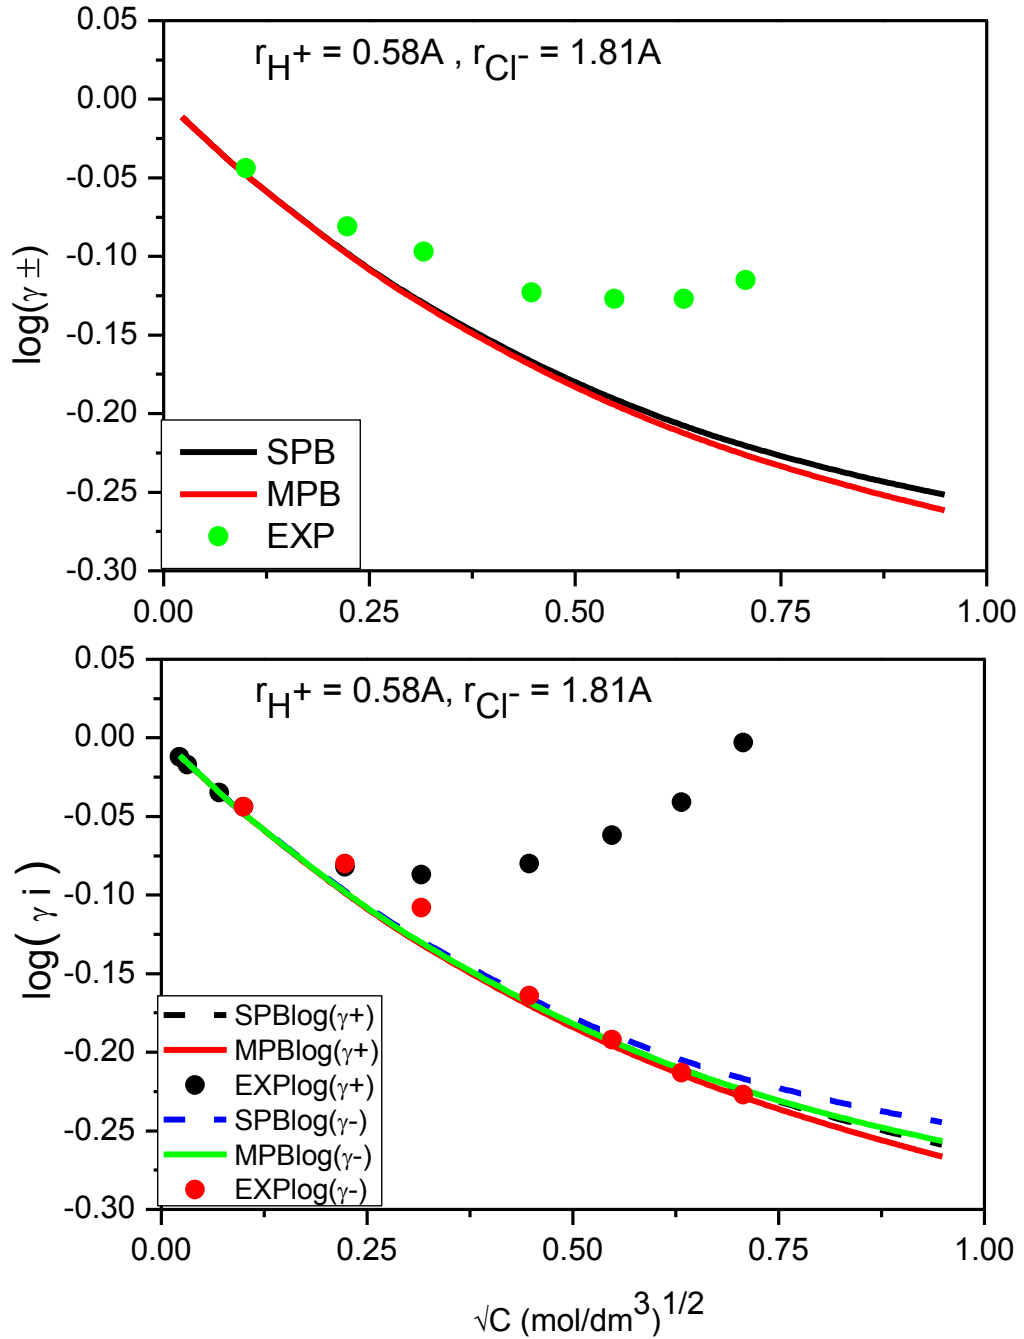 r_H+ = 0.58A , r_Cl- = 1.81A
0.05
0.00
-0.05
-0.10
-0.15
-0.20
-0.25
-0.30
log(γ ±)
SPB
MPB
EXP
0.00 0.25 0.50 0.75 1.00
r_H+ = 0.58A, r_Cl- = 1.81A
0.05
0.00
-0.05
-0.10
-0.15
-0.20
-0.25
-0.30
log( γ i )
SPBlog(γ+)
MPBlog(γ+)
EXPlog(γ+)
SPBlog(γ-)
MPBlog(γ-)
EXPlog(γ-)
0.00 0.25 0.50 0.75 1.00
√C (mol/dm³)^1/2